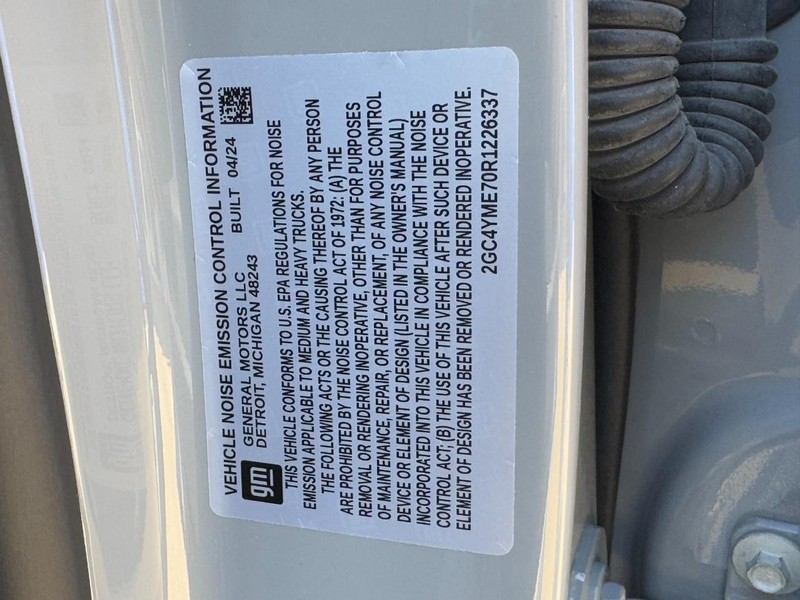 VEHICLE NOISE EMISSION CONTROL INFORMATION
gm
GENERAL MOTORS LLC
DETROIT, MICHIGAN 48243 BUILT 04/24
THIS VEHICLE CONFORMS TO U.S. EPA REGULATIONS FOR NOISE
EMISSION APPLICABLE TO MEDIUM AND HEAVY TRUCKS.
THE FOLLOWING ACTS OR THE CAUSING THEREOF BY ANY PERSON
ARE PROHIBITED BY THE NOISE CONTROL ACT OF 1972: (A) THE
REMOVAL OR RENDERING INOPERATIVE, OTHER THAN FOR PURPOSES
OF MAINTENANCE, REPAIR, OR REPLACEMENT, OF ANY NOISE CONTROL
DEVICE OR ELEMENT OF DESIGN (LISTED IN THE OWNER'S MANUAL)
INCORPORATED INTO THIS VEHICLE IN COMPLIANCE WITH THE NOISE
CONTROL ACT; (B) THE USE OF THIS VEHICLE AFTER SUCH DEVICE OR
ELEMENT OF DESIGN HAS BEEN REMOVED OR RENDERED INOPERATIVE.
2GC4YME70R1226337